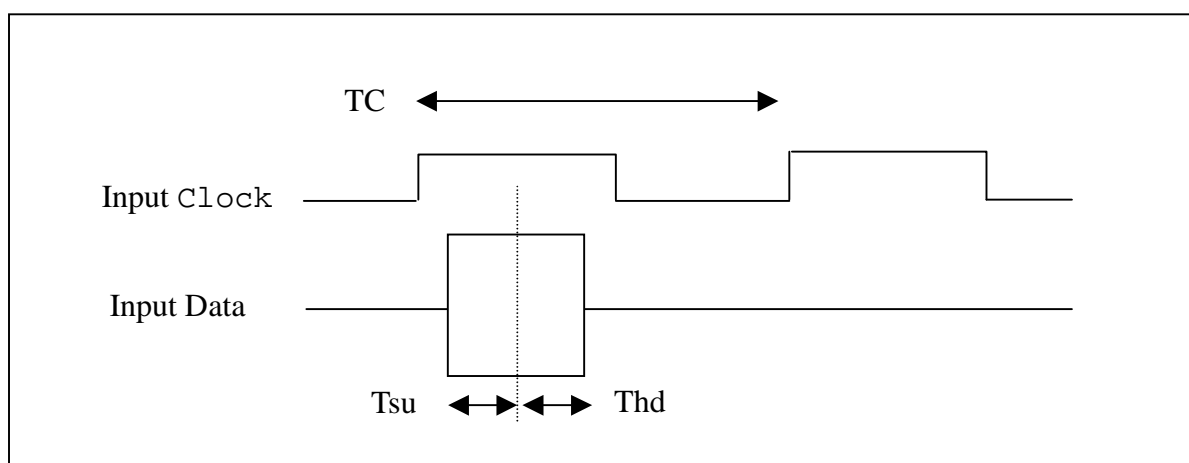 TC
Input Clock
Input Data
Tsu
Thd